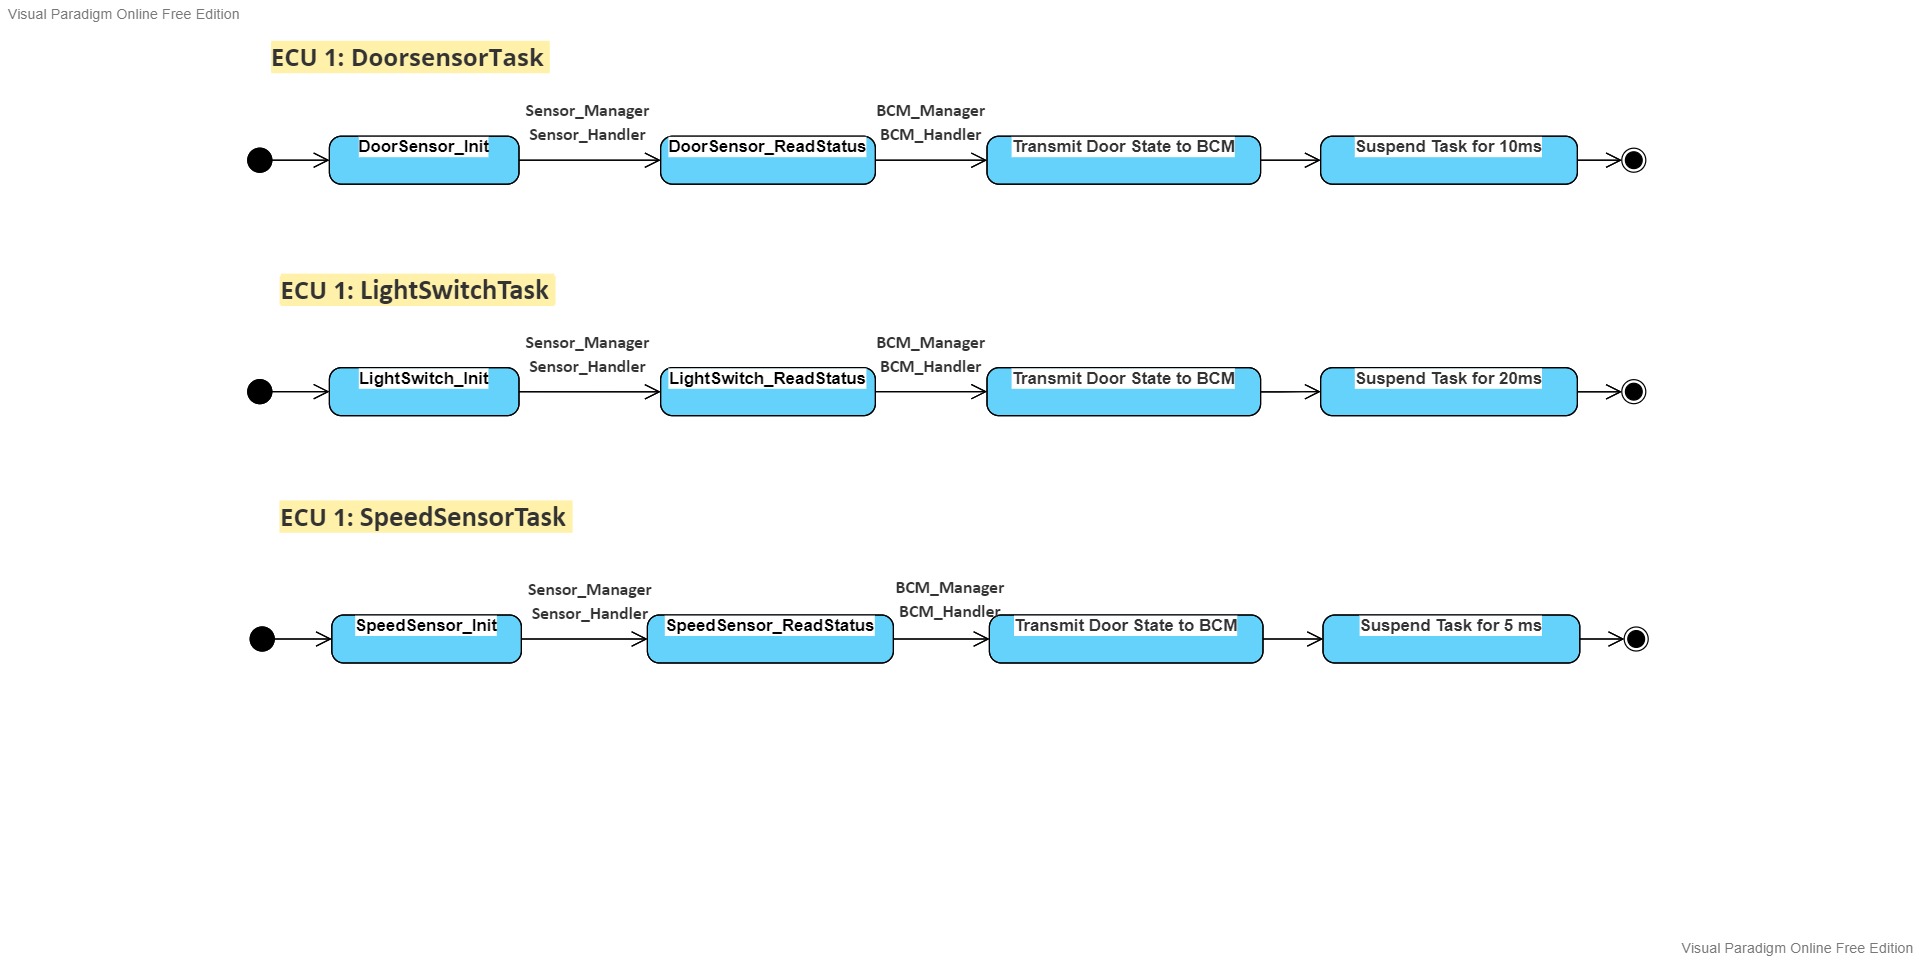 Visual Paradigm Online Free Edition
ECU 1: DoorsensorTask
Sensor_Manager
Sensor_Handler
BCM_Manager
BCM_Handler
DoorSensor_Init
DoorSensor_ReadStatus
Transmit Door State to BCM
Suspend Task for 10ms
ECU 1: LightSwitchTask
Sensor_Manager
Sensor_Handler
BCM_Manager
BCM_Handler
LightSwitch_Init
LightSwitch_ReadStatus
Transmit Door State to BCM
Suspend Task for 20ms
ECU 1: SpeedSensorTask
Sensor_Manager
Sensor_Handler
BCM_Manager
BCM_Handler
SpeedSensor_Init
SpeedSensor_ReadStatus
Transmit Door State to BCM
Suspend Task for 5 ms
Visual Paradigm Online Free Edition